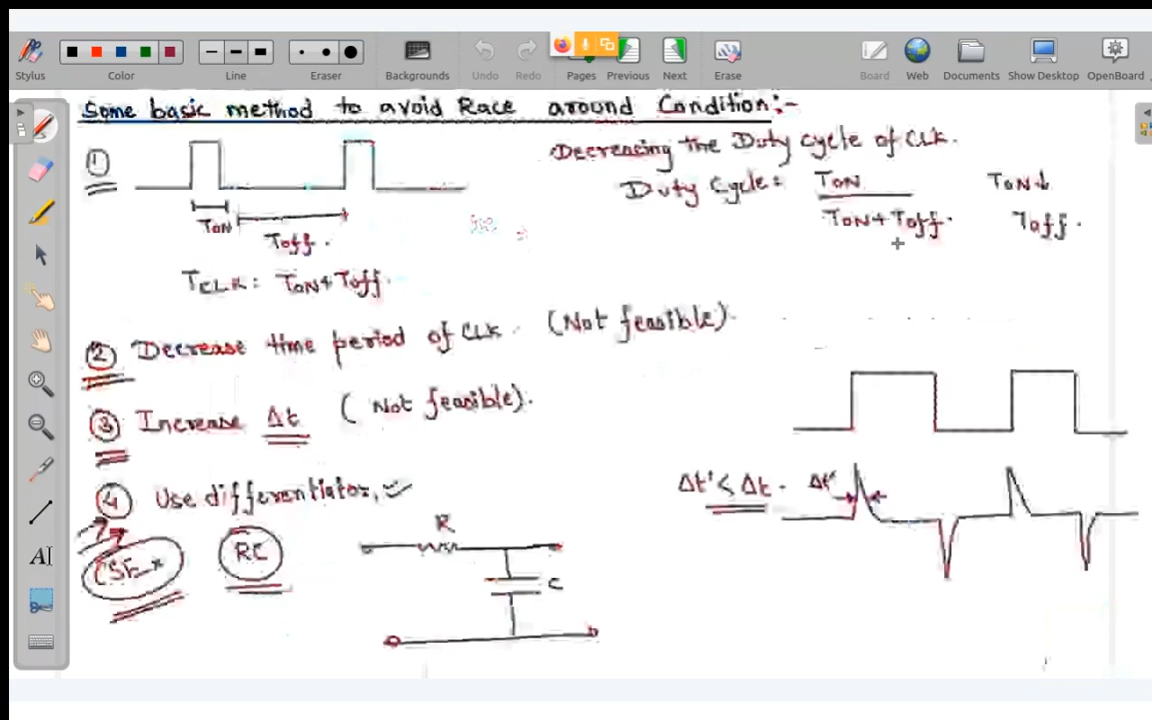 Stylus
Color
Line
Eraser
Backgrounds
Undo
Redo
Pages
Previous
Next
Erase
Board
Web
Documents
Show Desktop
OpenBoard
Some basic method to avoid Race around Condition:-
①
TON
Toff.
TCLK = TON+Toff.
Decreasing the Duty cycle of CLK.
Duty Cycle = TON
TON+Toff.
TON↓
Toff.
② Decrease time period of CLK. (Not feasible).
③ Increase Δt (Not feasible).
④ Use differentiator,
RC
R
C
Δt'<Δt. Δt'
AI